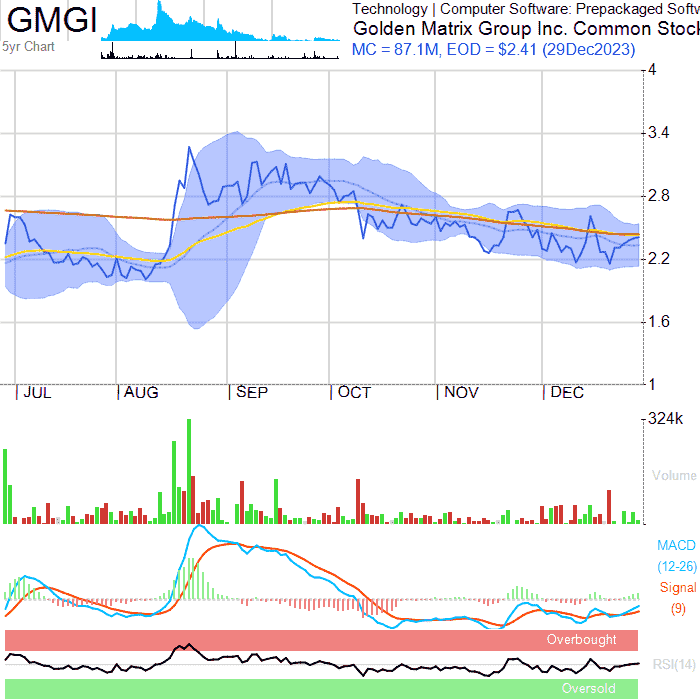 GMGI
5yr Chart
Technology | Computer Software: Prepackaged Softw
Golden Matrix Group Inc. Common Stock
MC = 87.1M, EOD = $2.41 (29Dec2023)
4
3.4
2.8
2.2
1.6
1
JUL AUG SEP OCT NOV DEC
324k
Volume
MACD
(12-26)
Signal
(9)
Overbought
RSI(14)
Oversold